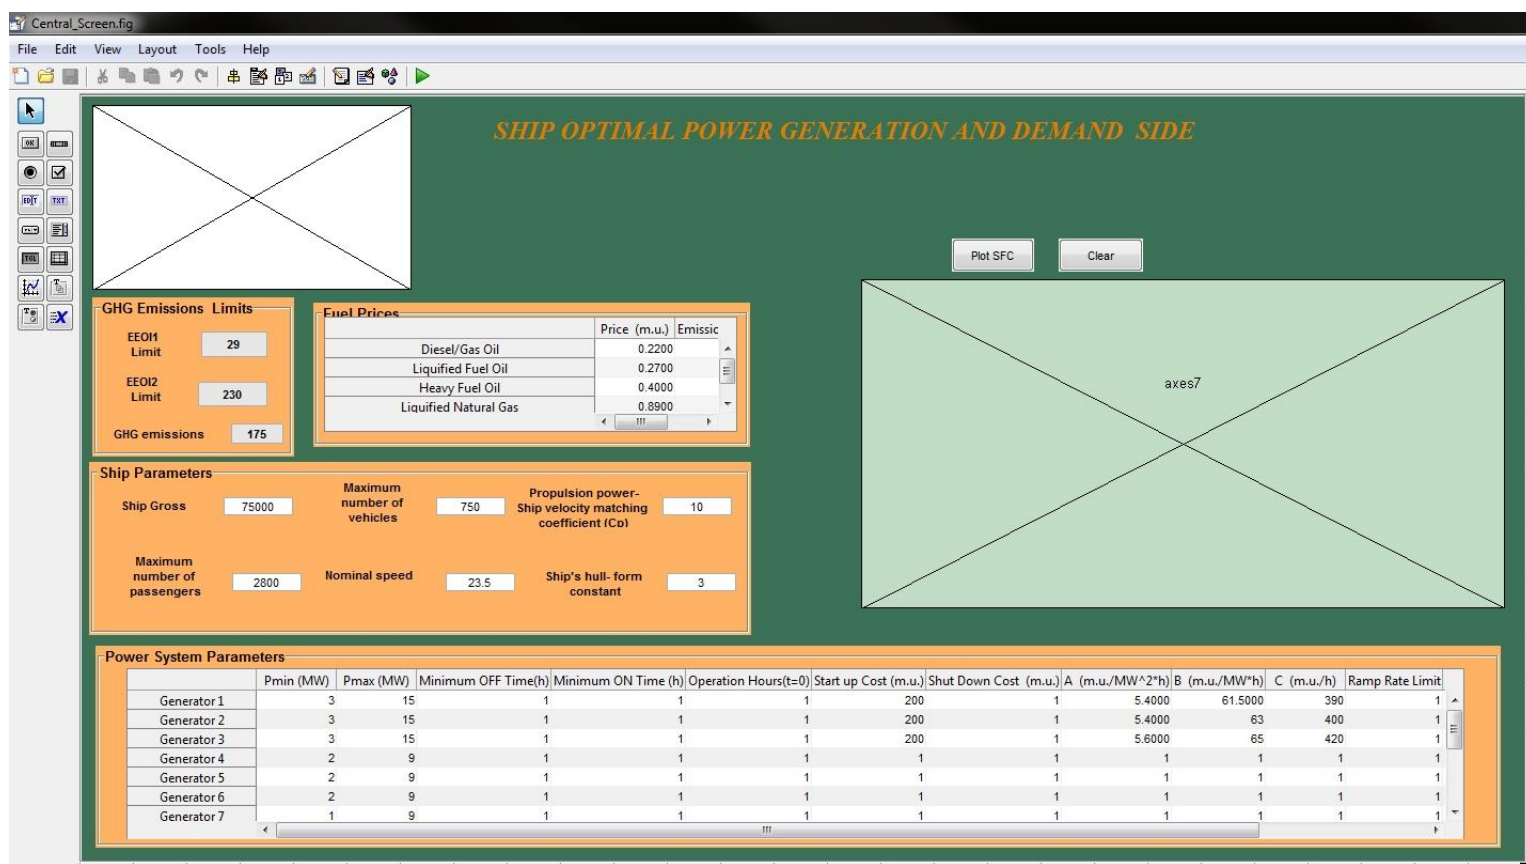 Central_Screen.fig
File Edit View Layout Tools Help
SHIP OPTIMAL POWER GENERATION AND DEMAND SIDE
Plot SFC Clear
GHG Emissions Limits
EEOI1
Limit
29
EEOI2
Limit
230
GHG emissions 175
Fuel Prices
Price (m.u.) Emissic
Diesel/Gas Oil 0.2200
Liquified Fuel Oil 0.2700
Heavy Fuel Oil 0.4000
Liquified Natural Gas 0.8900
axes7
Ship Parameters
Ship Gross 75000
Maximum
number of
vehicles
750
Propulsion power-
Ship velocity matching
coefficient (Cp)
10
Maximum
number of
passengers
2800
Nominal speed 23.5
Ship's hull- form
constant
3
Power System Parameters
Pmin (MW) Pmax (MW) Minimum OFF Time(h) Minimum ON Time (h) Operation Hours(t=0) Start up Cost (m.u.) Shut Down Cost (m.u.) A (m.u./MW^2*h) B (m.u./MW*h) C (m.u./h) Ramp Rate Limit
Generator 1 3 15 1 1 1 200 1 5.4000 61.5000 390 1
Generator 2 3 15 1 1 1 200 1 5.4000 63 400 1
Generator 3 3 15 1 1 1 200 1 5.6000 65 420 1
Generator 4 2 9 1 1 1 1 1 1 1 1 1
Generator 5 2 9 1 1 1 1 1 1 1 1 1
Generator 6 2 9 1 1 1 1 1 1 1 1 1
Generator 7 1 9 1 1 1 1 1 1 1 1 1